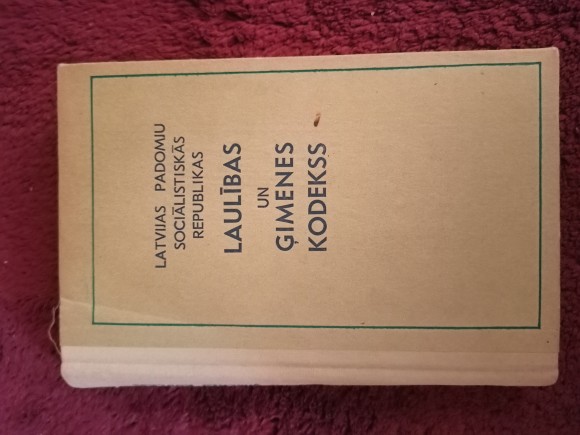 LATVIJAS PADOMJU
SOCIĀLISTISKĀS
REPUBLIKAS
LAULĪBAS
UN
ĢIMENES
KODEKSS